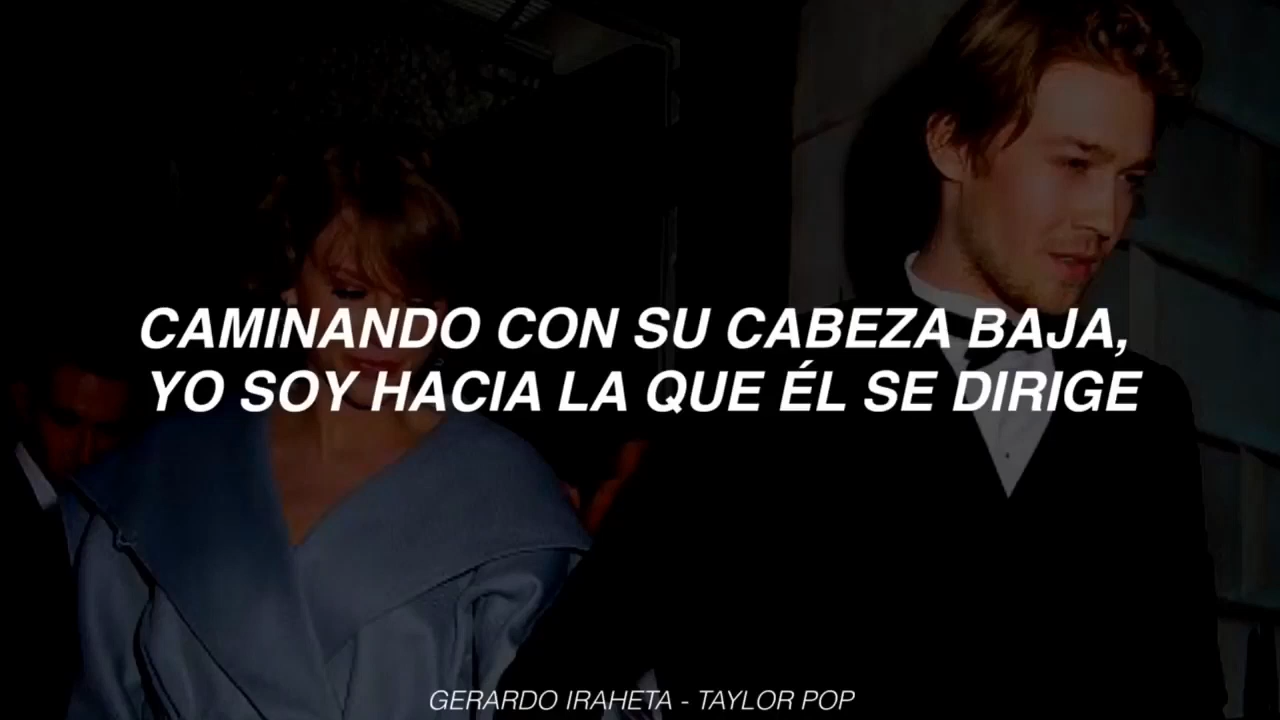 CAMINANDO CON SU CABEZA BAJA,
YO SOY HACIA LA QUE ÉL SE DIRIGE
GERARDO IRAHETA - TAYLOR POP